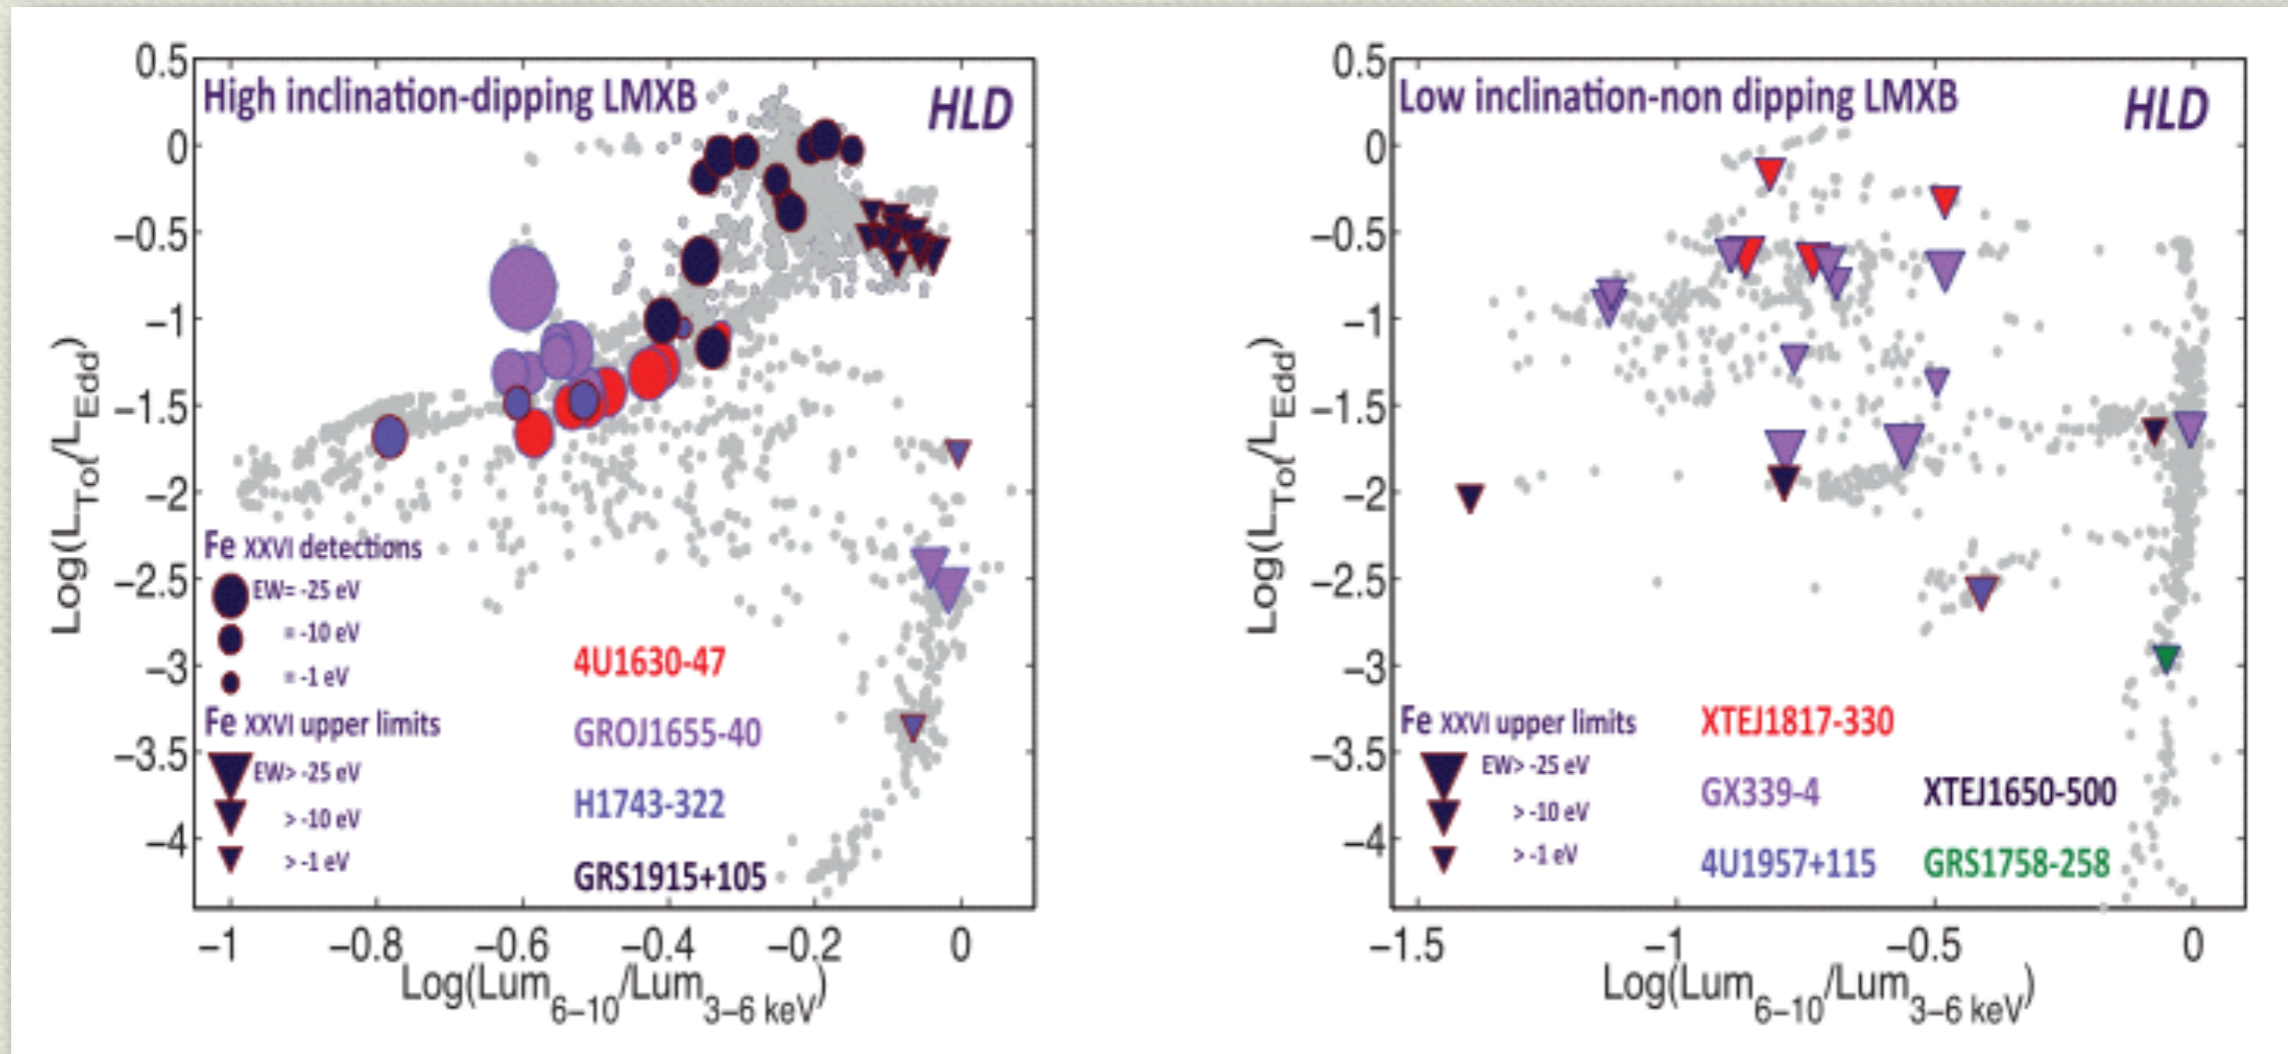 High inclination-dipping LMXB
HLD
0.5
0
−0.5
−1
−1.5
−2
−2.5
−3
−3.5
−4
Log(L_Tot/L_Edd)
Fe XXVI detections
EW= -25 eV
= -10 eV
= -1 eV
Fe XXVI upper limits
EW> -25 eV
> -10 eV
> -1 eV
4U1630-47
GROJ1655-40
H1743-322
GRS1915+105
−1 −0.8 −0.6 −0.4 −0.2 0
Log(Lum_6−10/Lum_3−6 keV)
Low inclination-non dipping LMXB
HLD
0.5
0
−0.5
−1
−1.5
−2
−2.5
−3
−3.5
−4
Log(L_Tot/L_Edd)
Fe XXVI upper limits
EW> -25 eV
> -10 eV
> -1 eV
XTEJ1817-330
GX339-4 XTEJ1650-500
4U1957+115 GRS1758-258
−1.5 −1 −0.5 0
Log(Lum_6−10/Lum_3−6 keV)